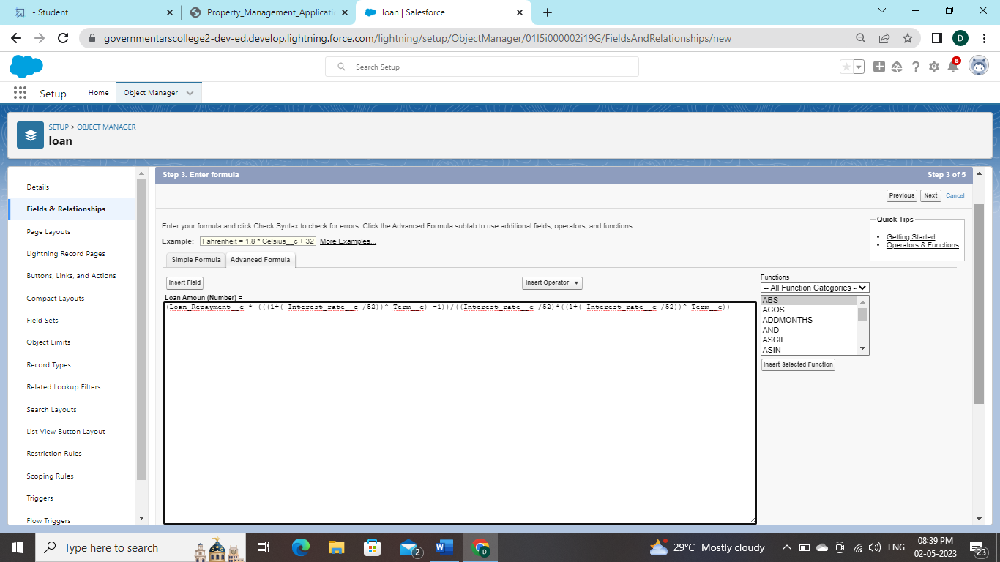 - Student
Property_Management_Applicati
loan | Salesforce
governmentarscollege2-dev-ed.develop.lightning.force.com/lightning/setup/ObjectManager/01I5i000002i19G/FieldsAndRelationships/new
D
Search Setup
8
Setup
Home
Object Manager
SETUP > OBJECT MANAGER
loan
Details
Fields & Relationships
Page Layouts
Lightning Record Pages
Buttons, Links, and Actions
Compact Layouts
Field Sets
Object Limits
Record Types
Related Lookup Filters
Search Layouts
List View Button Layout
Restriction Rules
Scoping Rules
Triggers
Flow Triggers
Step 3. Enter formula
Step 3 of 5
Previous
Next
Cancel
Enter your formula and click Check Syntax to check for errors. Click the Advanced Formula subtab to use additional fields, operators, and functions.
Example: Fahrenheit = 1.8 * Celsius__c + 32 More Examples...
Quick Tips
• Getting Started
• Operators & Functions
Simple Formula
Advanced Formula
Insert Field
Insert Operator
Loan Amoun (Number) =
(Loan_Repayment__c * (((1+( Interest_rate__c /52))^ Term__c) -1))/((Interest_rate__c /52)*((1+( Interest_rate__c /52))^ Term__c))
Functions
-- All Function Categories -
ABS
ACOS
ADDMONTHS
AND
ASCII
ASIN
Insert Selected Function
Type here to search
2
D
29°C Mostly cloudy
ENG
08:39 PM
02-05-2023
23